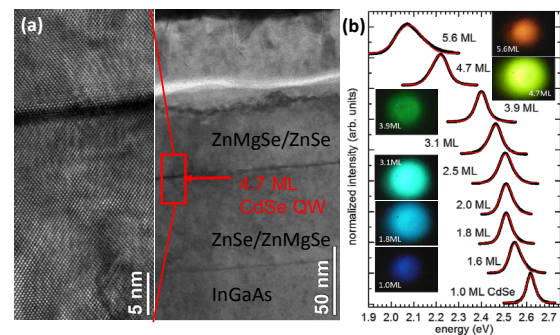 (a)
ZnMgSe/ZnSe
4.7 ML
CdSe QW
ZnSe/ZnMgSe
InGaAs
5 nm
50 nm
(b)
normalized intensity (arb. units)
5.6 ML
4.7 ML
3.9 ML
3.1 ML
2.5 ML
2.0 ML
1.8 ML
1.6 ML
1.0 ML CdSe
5.6ML
4.7ML
3.9ML
3.1ML
1.8ML
1.0ML
1.9 2.0 2.1 2.2 2.3 2.4 2.5 2.6 2.7
energy (eV)